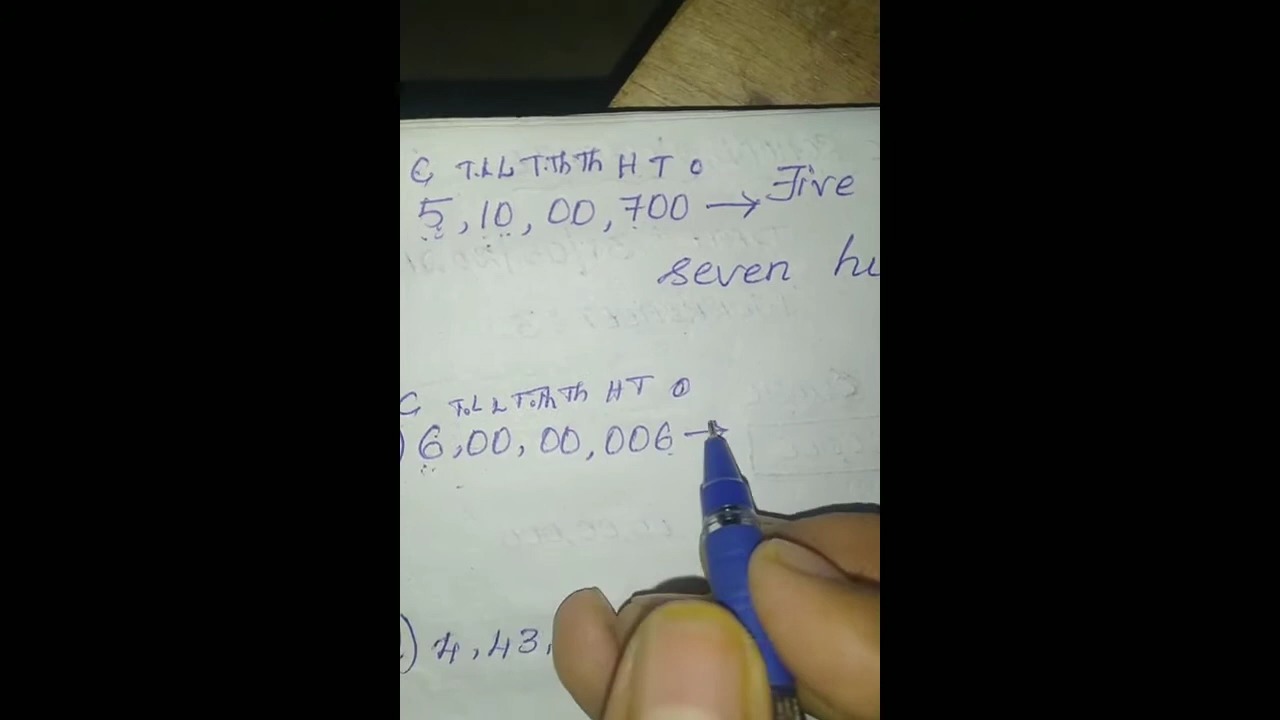 C T.L L T.Th Th H T O
5,10,00,700 → Five
seven hu
C T.L L T.Th Th H T O
) 6,00,00,006 →
) 4,43,